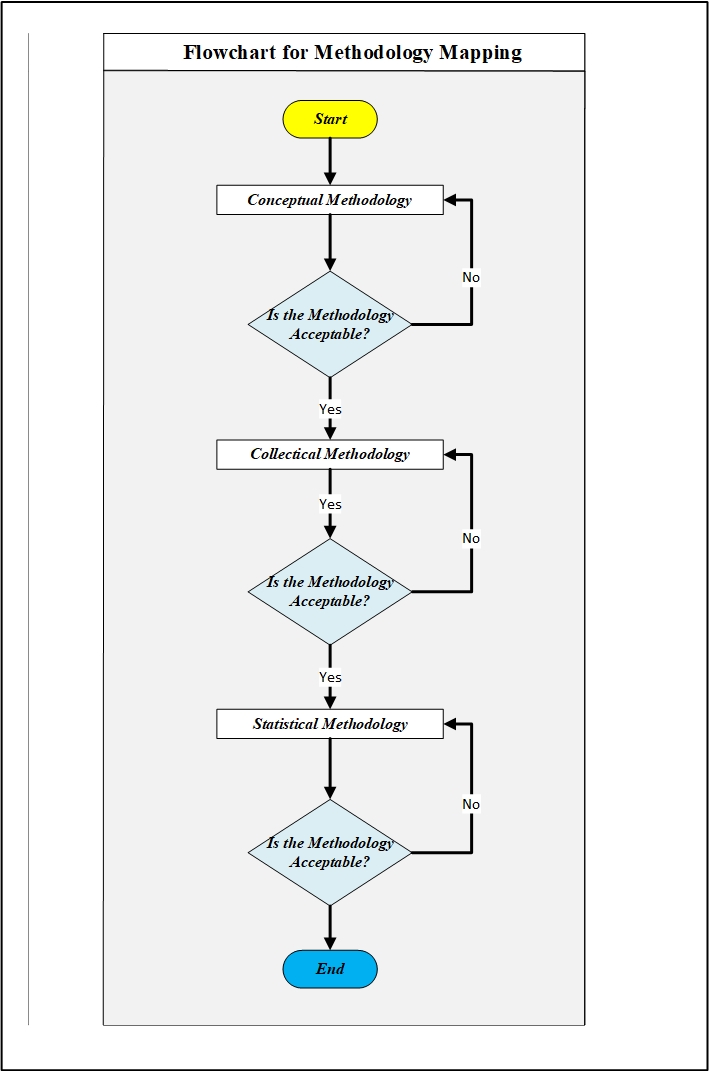 Flowchart for Methodology Mapping
Start
Conceptual Methodology
No
Is the Methodology
Acceptable?
Yes
Collectical Methodology
Yes
No
Is the Methodology
Acceptable?
Yes
Statistical Methodology
No
Is the Methodology
Acceptable?
End